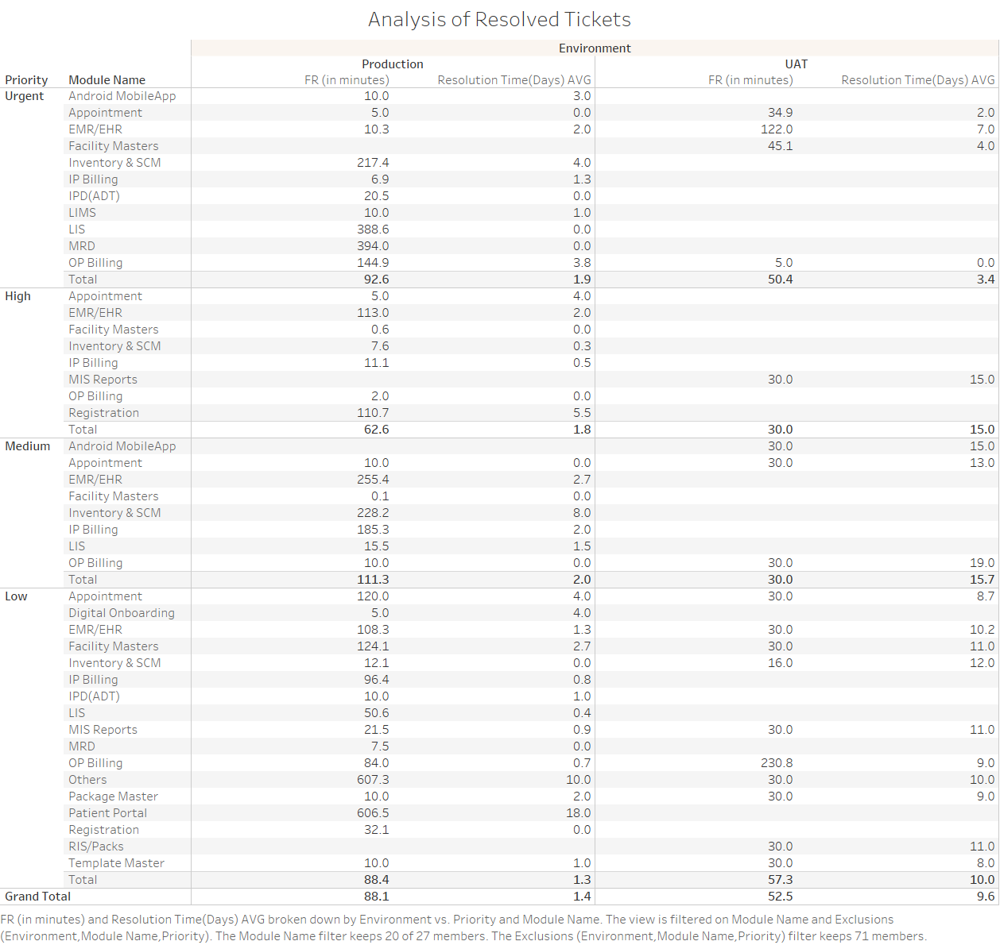 Analysis of Resolved Tickets
Environment
Production UAT
Priority Module Name FR (in minutes) Resolution Time(Days) AVG FR (in minutes) Resolution Time(Days) AVG
Urgent Android MobileApp 10.0 3.0
Appointment 5.0 0.0 34.9 2.0
EMR/EHR 10.3 2.0 122.0 7.0
Facility Masters 45.1 4.0
Inventory & SCM 217.4 4.0
IP Billing 6.9 1.3
IPD(ADT) 20.5 0.0
LIMS 10.0 1.0
LIS 388.6 0.0
MRD 394.0 0.0
OP Billing 144.9 3.8 5.0 0.0
Total 92.6 1.9 50.4 3.4
High Appointment 5.0 4.0
EMR/EHR 113.0 2.0
Facility Masters 0.6 0.0
Inventory & SCM 7.6 0.3
IP Billing 11.1 0.5
MIS Reports 30.0 15.0
OP Billing 2.0 0.0
Registration 110.7 5.5
Total 62.6 1.8 30.0 15.0
Medium Android MobileApp 30.0 15.0
Appointment 10.0 0.0 30.0 13.0
EMR/EHR 255.4 2.7
Facility Masters 0.1 0.0
Inventory & SCM 228.2 8.0
IP Billing 185.3 2.0
LIS 15.5 1.5
OP Billing 10.0 0.0 30.0 19.0
Total 111.3 2.0 30.0 15.7
Low Appointment 120.0 4.0 30.0 8.7
Digital Onboarding 5.0 4.0
EMR/EHR 108.3 1.3 30.0 10.2
Facility Masters 124.1 2.7 30.0 11.0
Inventory & SCM 12.1 0.0 16.0 12.0
IP Billing 96.4 0.8
IPD(ADT) 10.0 1.0
LIS 50.6 0.4
MIS Reports 21.5 0.9 30.0 11.0
MRD 7.5 0.0
OP Billing 84.0 0.7 230.8 9.0
Others 607.3 10.0 30.0 10.0
Package Master 10.0 2.0 30.0 9.0
Patient Portal 606.5 18.0
Registration 32.1 0.0
RIS/Packs 30.0 11.0
Template Master 10.0 1.0 30.0 8.0
Total 88.4 1.3 57.3 10.0
Grand Total 88.1 1.4 52.5 9.6
FR (in minutes) and Resolution Time(Days) AVG broken down by Environment vs. Priority and Module Name. The view is filtered on Module Name and Exclusions
(Environment,Module Name,Priority). The Module Name filter keeps 20 of 27 members. The Exclusions (Environment,Module Name,Priority) filter keeps 71 members.